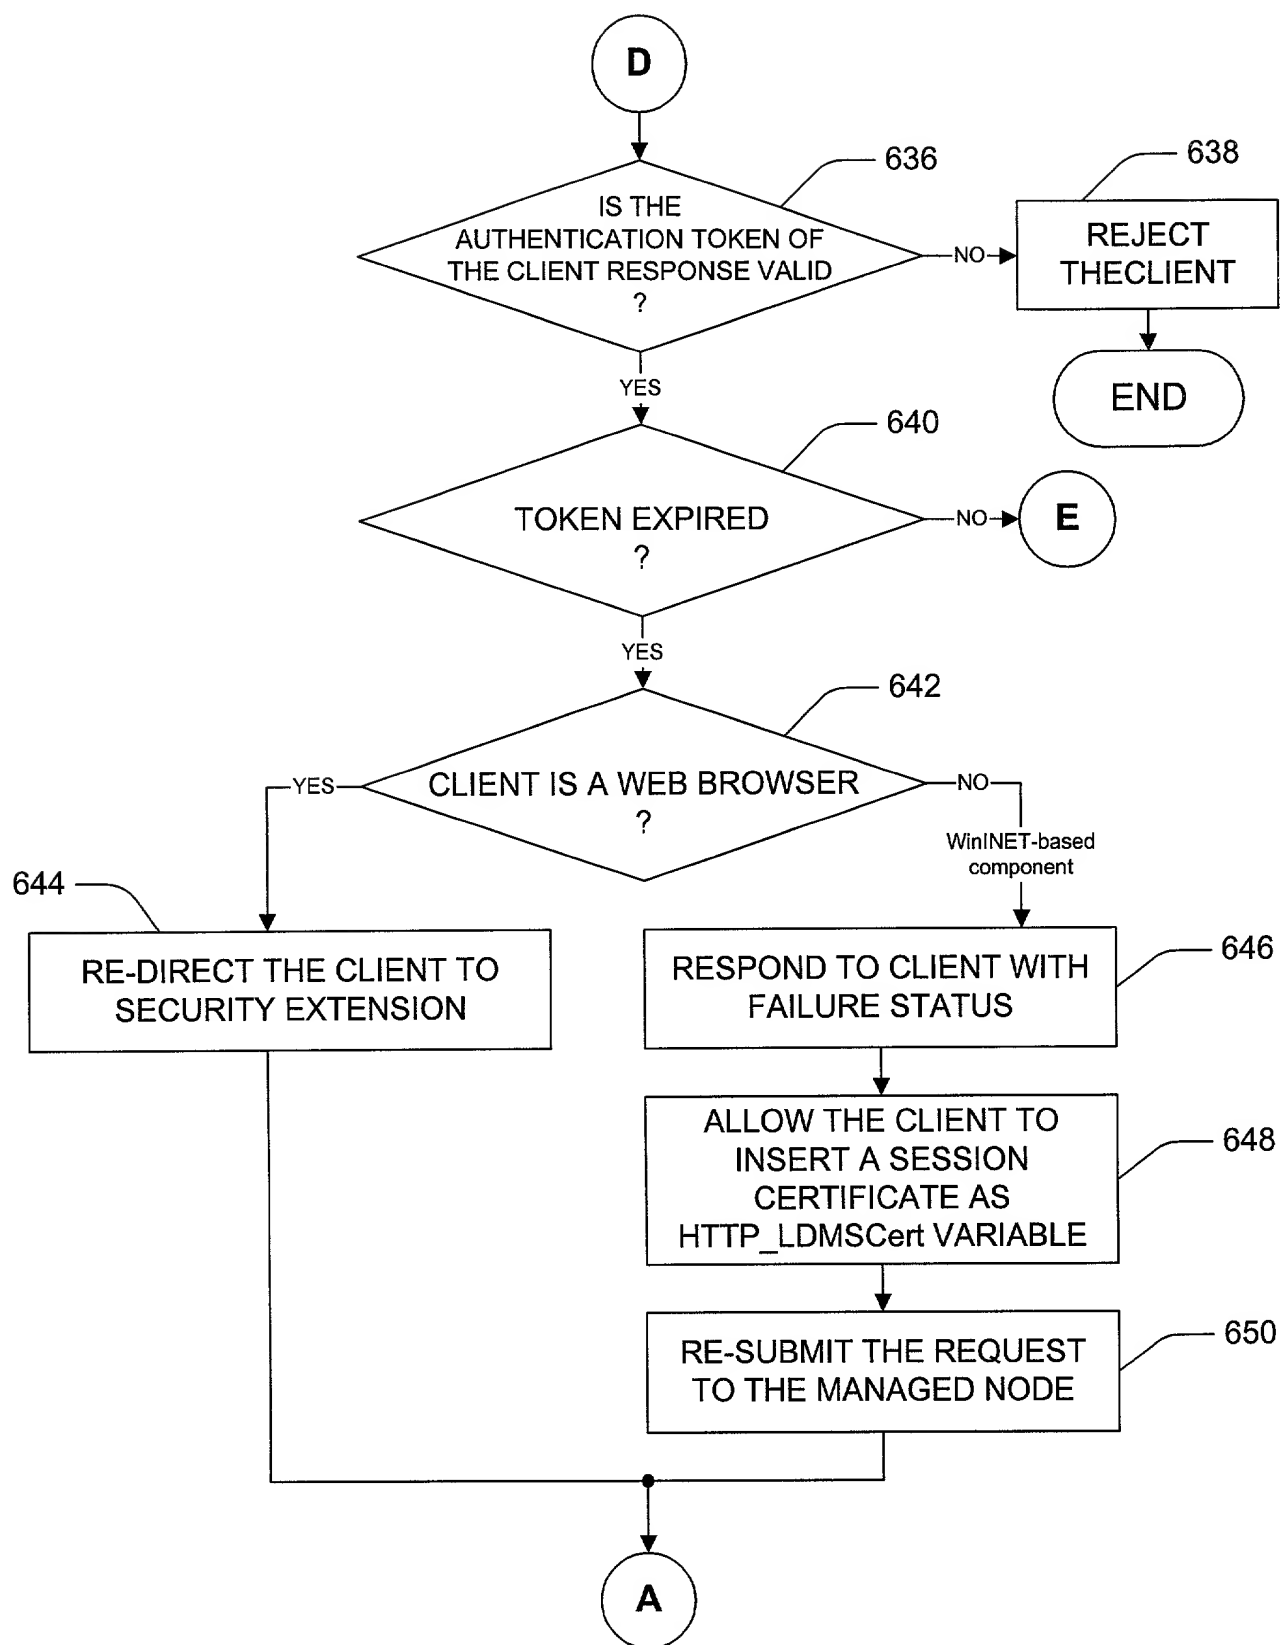 D
636
638
IS THE
AUTHENTICATION TOKEN OF
THE CLIENT RESPONSE VALID
?
NO
REJECT
THECLIENT
YES
END
640
TOKEN EXPIRED
?
NO
E
YES
642
CLIENT IS A WEB BROWSER
?
YES
NO
WinINET-based
component
644
RE-DIRECT THE CLIENT TO
SECURITY EXTENSION
646
RESPOND TO CLIENT WITH
FAILURE STATUS
648
ALLOW THE CLIENT TO
INSERT A SESSION
CERTIFICATE AS
HTTP_LDMSCert VARIABLE
650
RE-SUBMIT THE REQUEST
TO THE MANAGED NODE
A